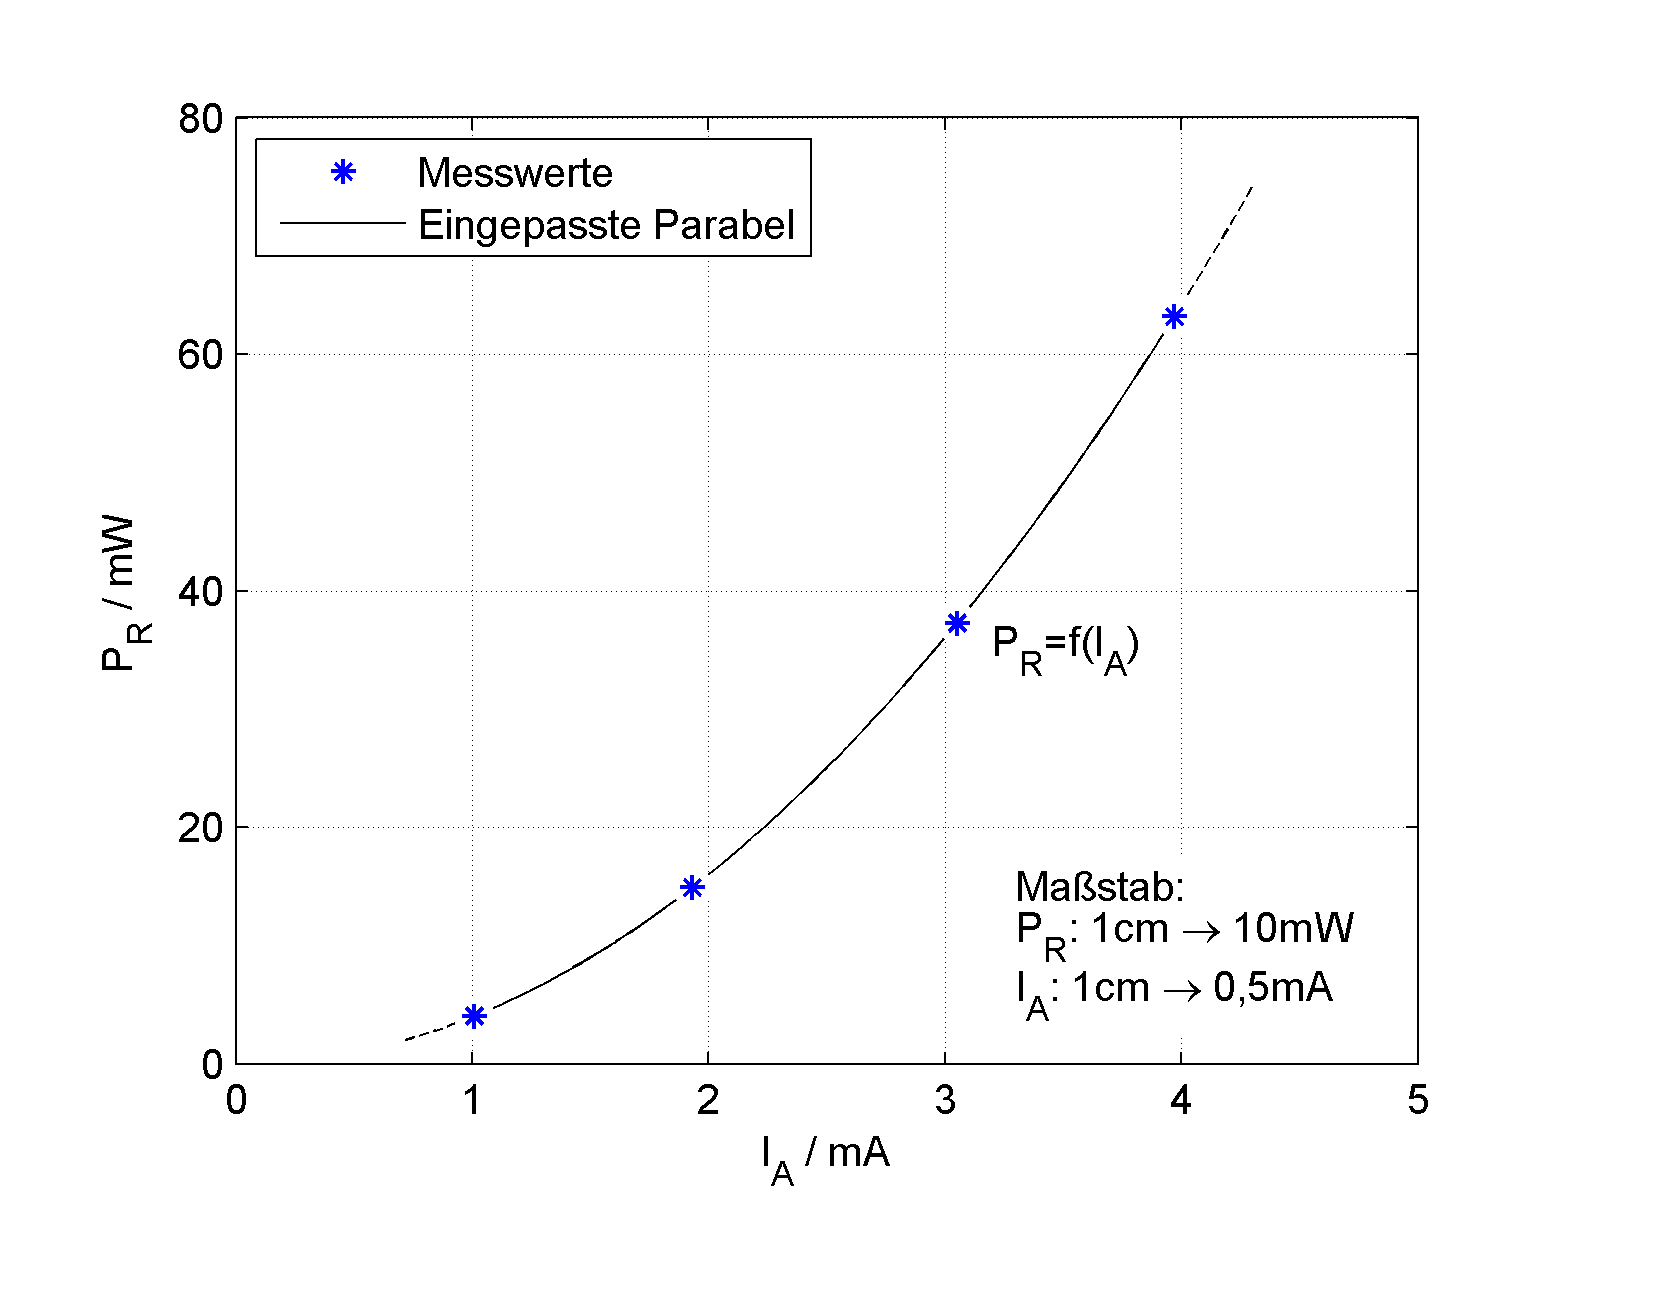 80
Messwerte
Eingepasste Parabel
60
P_R / mW
40
P_R=f(I_A)
20
Maßstab:
P_R: 1cm → 10mW
I_A: 1cm → 0,5mA
0
0 1 2 3 4 5
I_A / mA